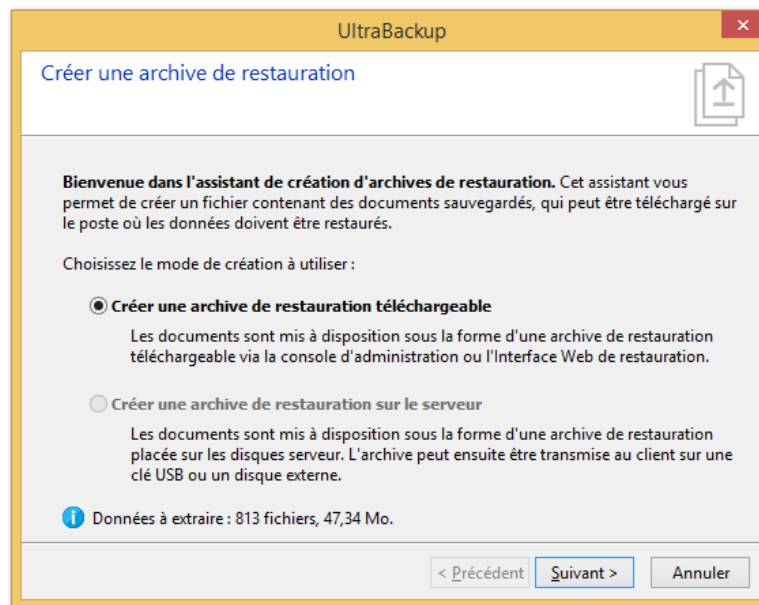 UltraBackup
Créer une archive de restauration
Bienvenue dans l'assistant de création d'archives de restauration. Cet assistant vous
permet de créer un fichier contenant des documents sauvegardés, qui peut être téléchargé sur
le poste où les données doivent être restaurés.
Choisissez le mode de création à utiliser :
Créer une archive de restauration téléchargeable
Les documents sont mis à disposition sous la forme d'une archive de restauration
téléchargeable via la console d'administration ou l'Interface Web de restauration.
Créer une archive de restauration sur le serveur
Les documents sont mis à disposition sous la forme d'une archive de restauration
placée sur les disques serveur. L'archive peut ensuite être transmise au client sur une
clé USB ou un disque externe.
Données à extraire : 813 fichiers, 47,34 Mo.
< Précédent Suivant > Annuler